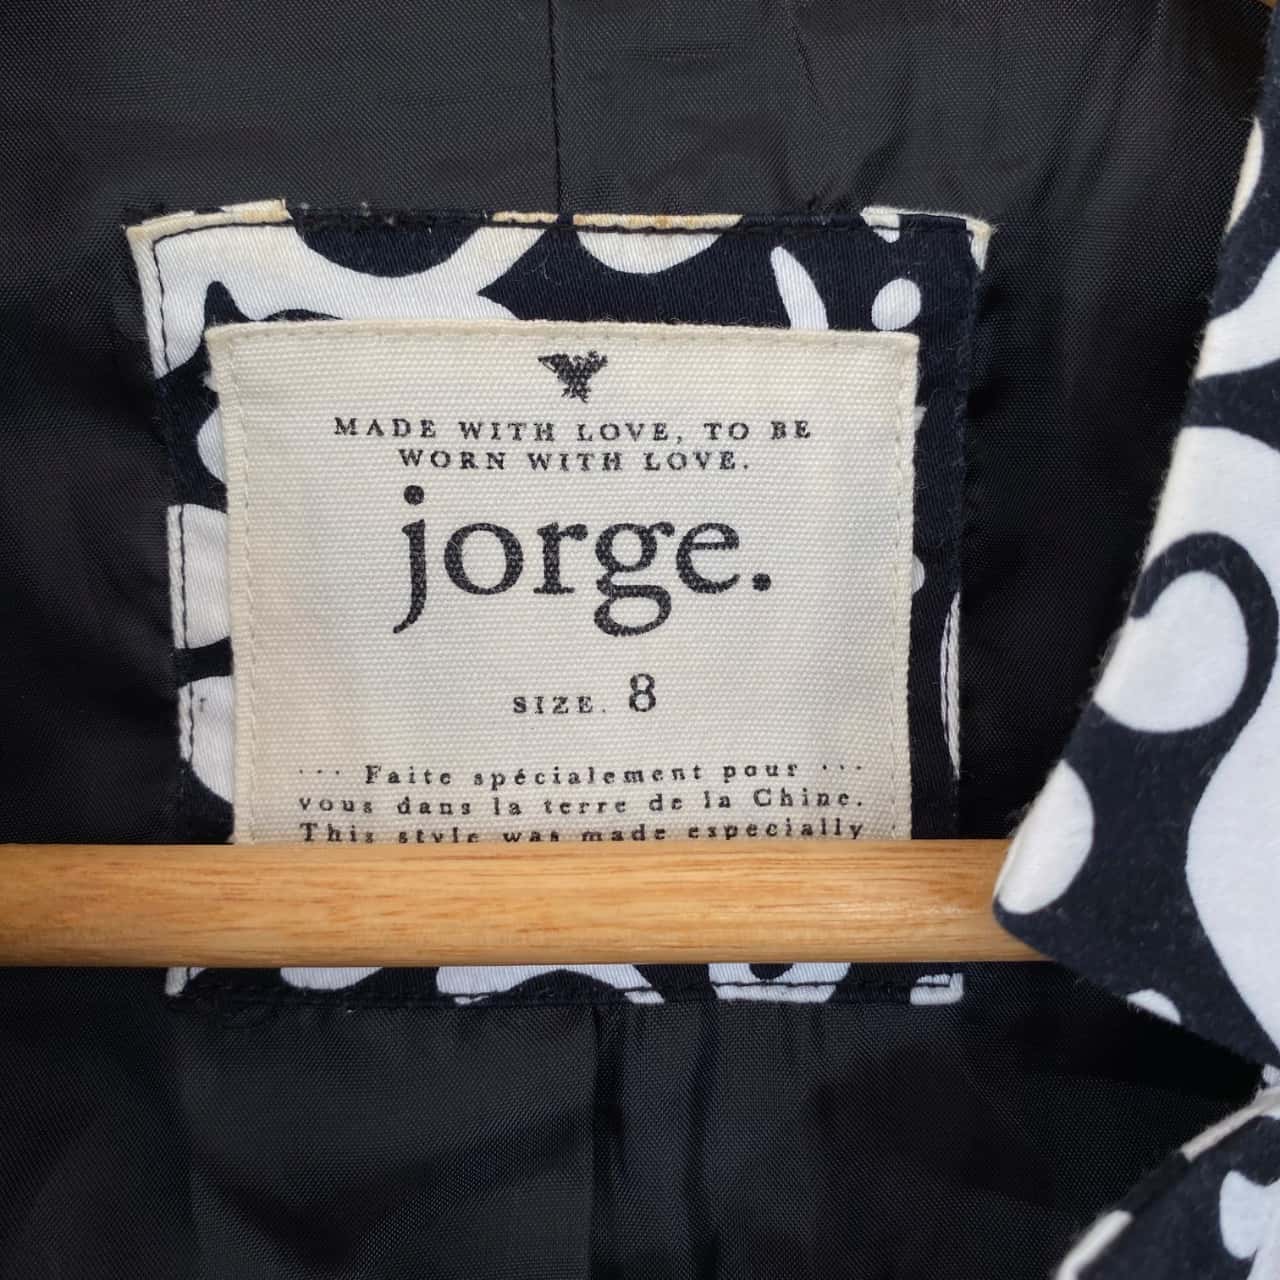 MADE WITH LOVE, TO BE
WORN WITH LOVE.
jorge.
SIZE. 8
... Faite spécialement pour ...
vous dans la terre de la Chine.
This style was made especially